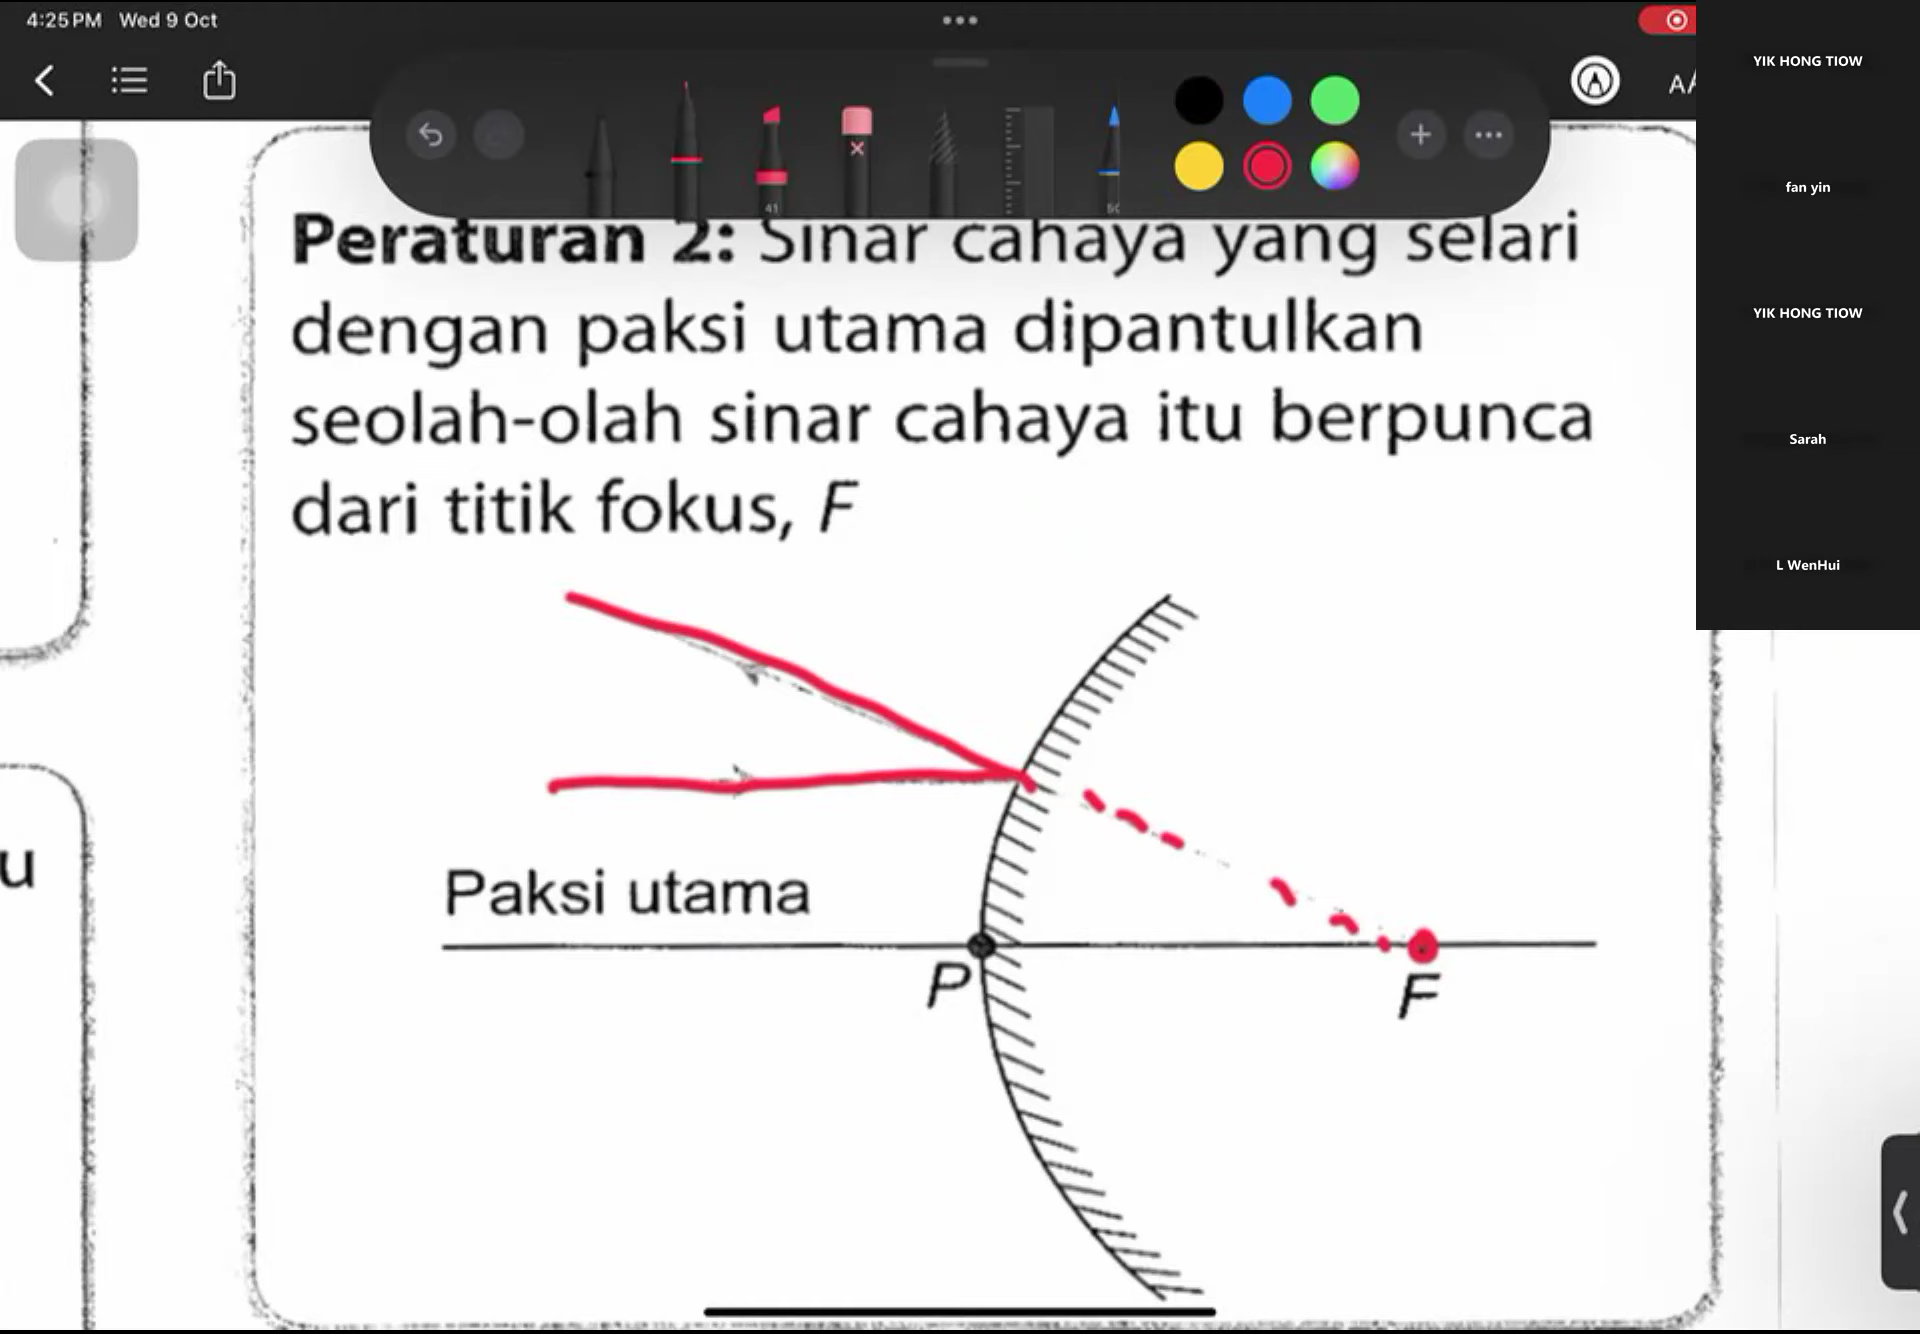 4:25 PM Wed 9 Oct
YIK HONG TIOW
fan yin
YIK HONG TIOW
Sarah
L WenHui
41
Peraturan 2: Sinar cahaya yang selari
dengan paksi utama dipantulkan
seolah-olah sinar cahaya itu berpunca
dari titik fokus, F
u
Paksi utama
P
F